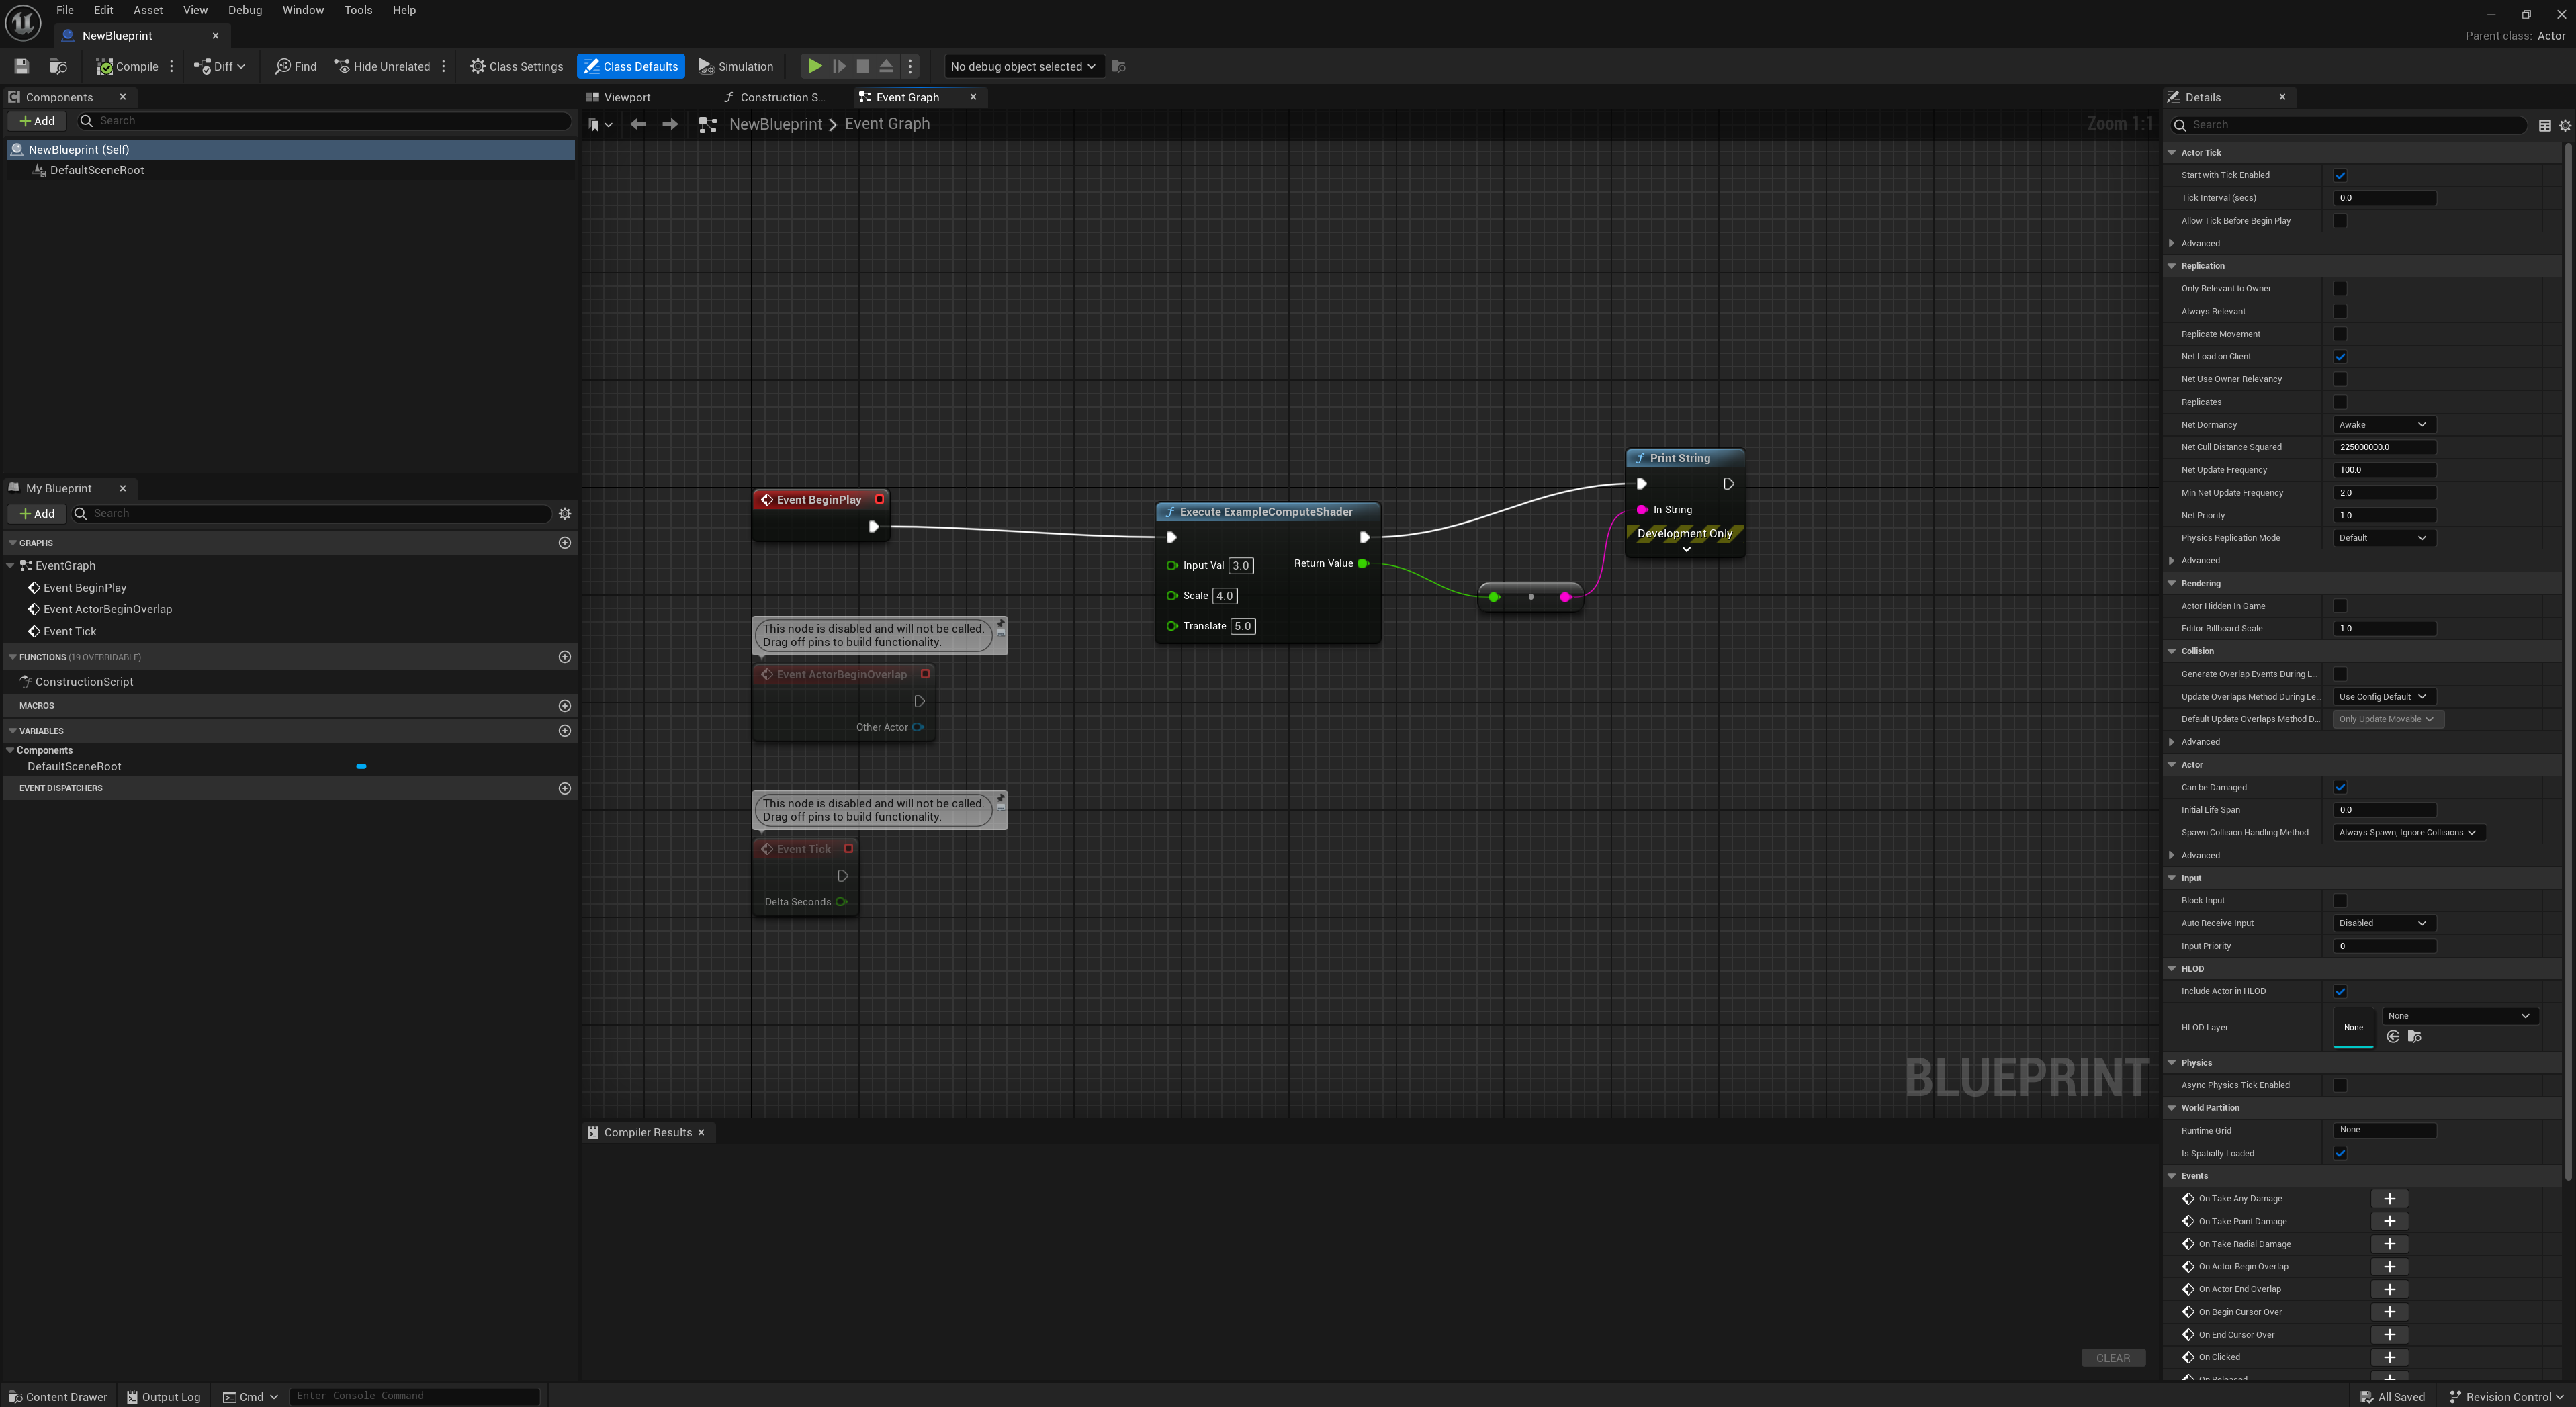 File Edit Asset View Debug Window Tools Help
NewBlueprint
Parent class: Actor
Compile Diff Find Hide Unrelated Class Settings Class Defaults Simulation No debug object selected
Components
Add Search
NewBlueprint (Self)
DefaultSceneRoot
My Blueprint
Add Search
GRAPHS
EventGraph
Event BeginPlay
Event ActorBeginOverlap
Event Tick
FUNCTIONS (19 OVERRIDABLE)
ConstructionScript
MACROS
VARIABLES
Components
DefaultSceneRoot
EVENT DISPATCHERS
Viewport Construction S... Event Graph
NewBlueprint > Event Graph
Zoom 1:1
Event BeginPlay
Execute ExampleComputeShader
Input Val 3.0 Return Value
Scale 4.0
Translate 5.0
Print String
In String
Development Only
This node is disabled and will not be called.
Drag off pins to build functionality.
Event ActorBeginOverlap
Other Actor
This node is disabled and will not be called.
Drag off pins to build functionality.
Event Tick
Delta Seconds
BLUEPRINT
Compiler Results
CLEAR
Details
Search
Actor Tick
Start with Tick Enabled
Tick Interval (secs) 0.0
Allow Tick Before Begin Play
Advanced
Replication
Only Relevant to Owner
Always Relevant
Replicate Movement
Net Load on Client
Net Use Owner Relevancy
Replicates
Net Dormancy Awake
Net Cull Distance Squared 225000000.0
Net Update Frequency 100.0
Min Net Update Frequency 2.0
Net Priority 1.0
Physics Replication Mode Default
Advanced
Rendering
Actor Hidden In Game
Editor Billboard Scale 1.0
Collision
Generate Overlap Events During L...
Update Overlaps Method During Le... Use Config Default
Default Update Overlaps Method D... Only Update Movable
Advanced
Actor
Can be Damaged
Initial Life Span 0.0
Spawn Collision Handling Method Always Spawn, Ignore Collisions
Advanced
Input
Block Input
Auto Receive Input Disabled
Input Priority 0
HLOD
Include Actor in HLOD
HLOD Layer None None
Physics
Async Physics Tick Enabled
World Partition
Runtime Grid None
Is Spatially Loaded
Events
On Take Any Damage
On Take Point Damage
On Take Radial Damage
On Actor Begin Overlap
On Actor End Overlap
On Begin Cursor Over
On End Cursor Over
On Clicked
On Released
Content Drawer Output Log Cmd Enter Console Command
All Saved Revision Control